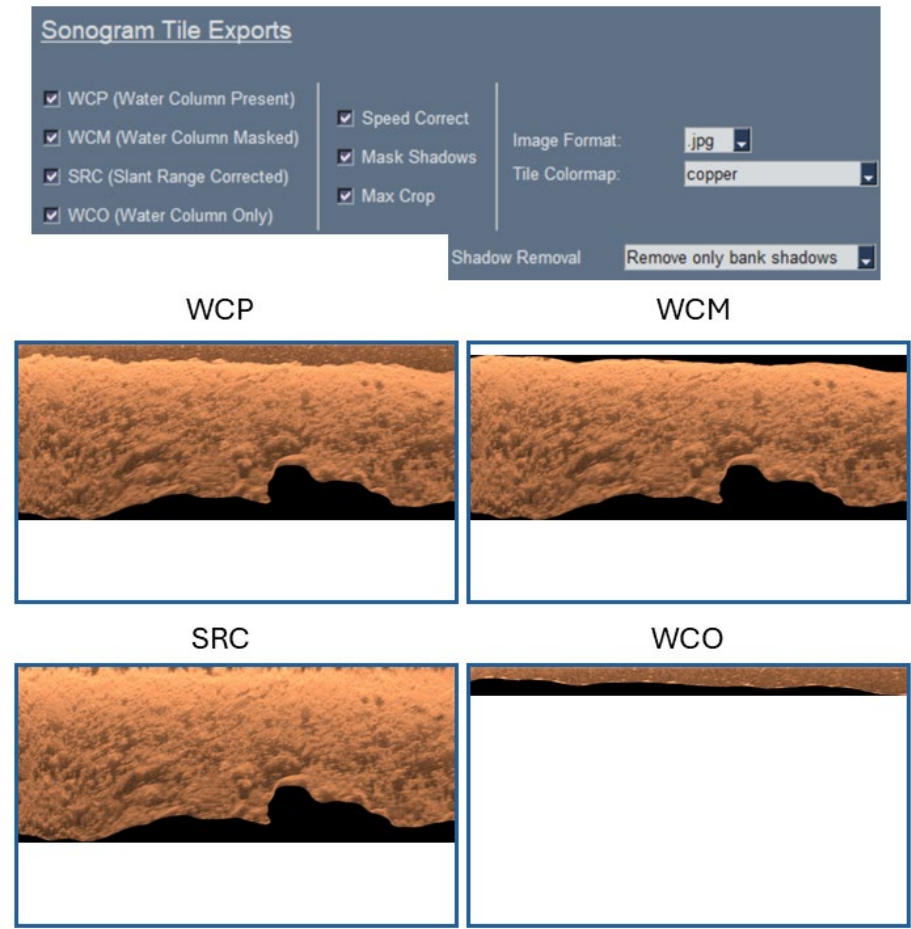 Sonogram Tile Exports
WCP (Water Column Present)
WCM (Water Column Masked)
SRC (Slant Range Corrected)
WCO (Water Column Only)
Speed Correct
Mask Shadows
Max Crop
Image Format: .jpg
Tile Colormap: copper
Shadow Removal Remove only bank shadows
WCP WCM
SRC WCO